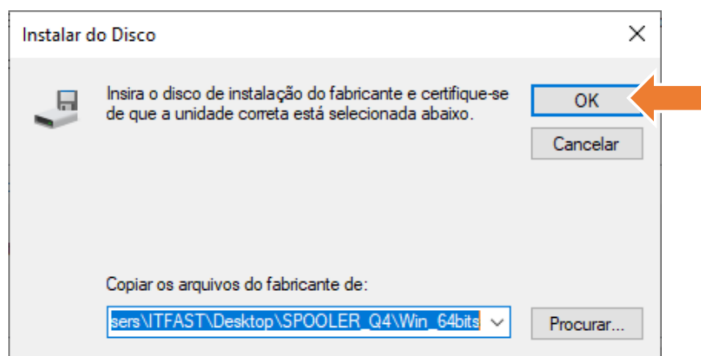 Instalar do Disco
Insira o disco de instalação do fabricante e certifique-se
de que a unidade correta está selecionada abaixo.
OK
Cancelar
Copiar os arquivos do fabricante de:
sers\ITFAST\Desktop\SPOOLER_Q4\Win_64bits
Procurar...